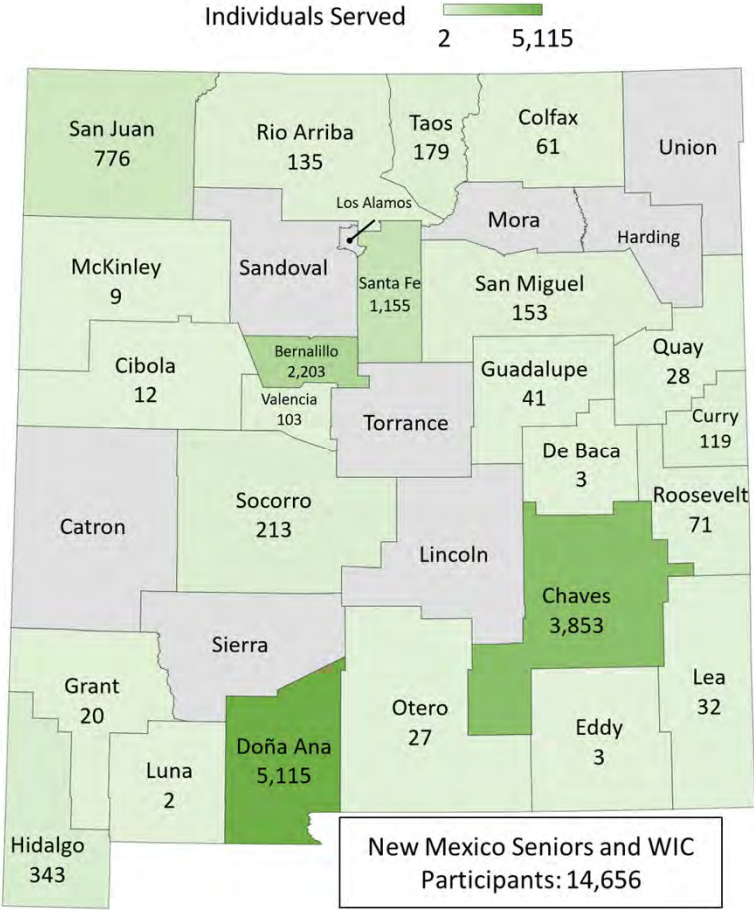 Individuals Served
2 5,115
San Juan
776
Rio Arriba
135
Taos
179
Colfax
61
Union
Los Alamos
Mora
Harding
McKinley
9
Sandoval
Santa Fe
1,155
San Miguel
153
Cibola
12
Bernalillo
2,203
Valencia
103
Torrance
Guadalupe
41
Quay
28
Curry
119
De Baca
3
Roosevelt
71
Catron
Socorro
213
Lincoln
Chaves
3,853
Sierra
Grant
20
Luna
2
Doña Ana
5,115
Otero
27
Eddy
3
Lea
32
Hidalgo
343
New Mexico Seniors and WIC
Participants: 14,656